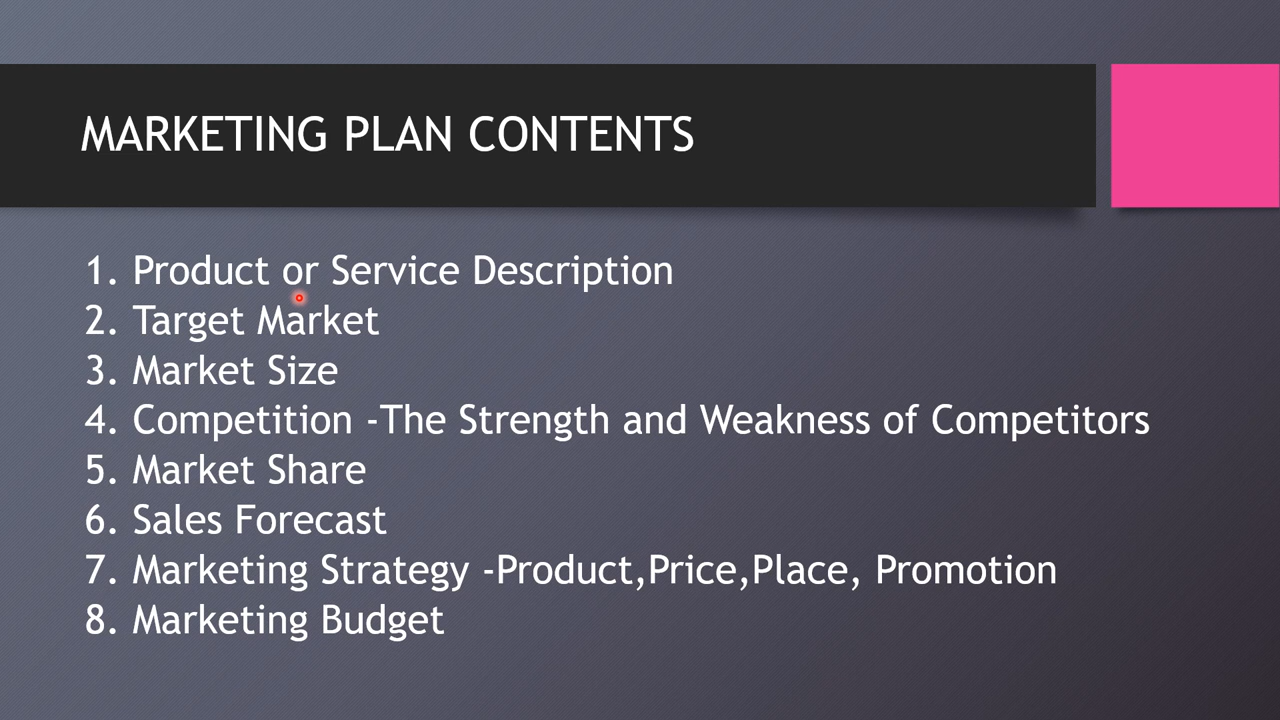 MARKETING PLAN CONTENTS
1. Product or Service Description
2. Target Market
3. Market Size
4. Competition -The Strength and Weakness of Competitors
5. Market Share
6. Sales Forecast
7. Marketing Strategy -Product,Price,Place, Promotion
8. Marketing Budget